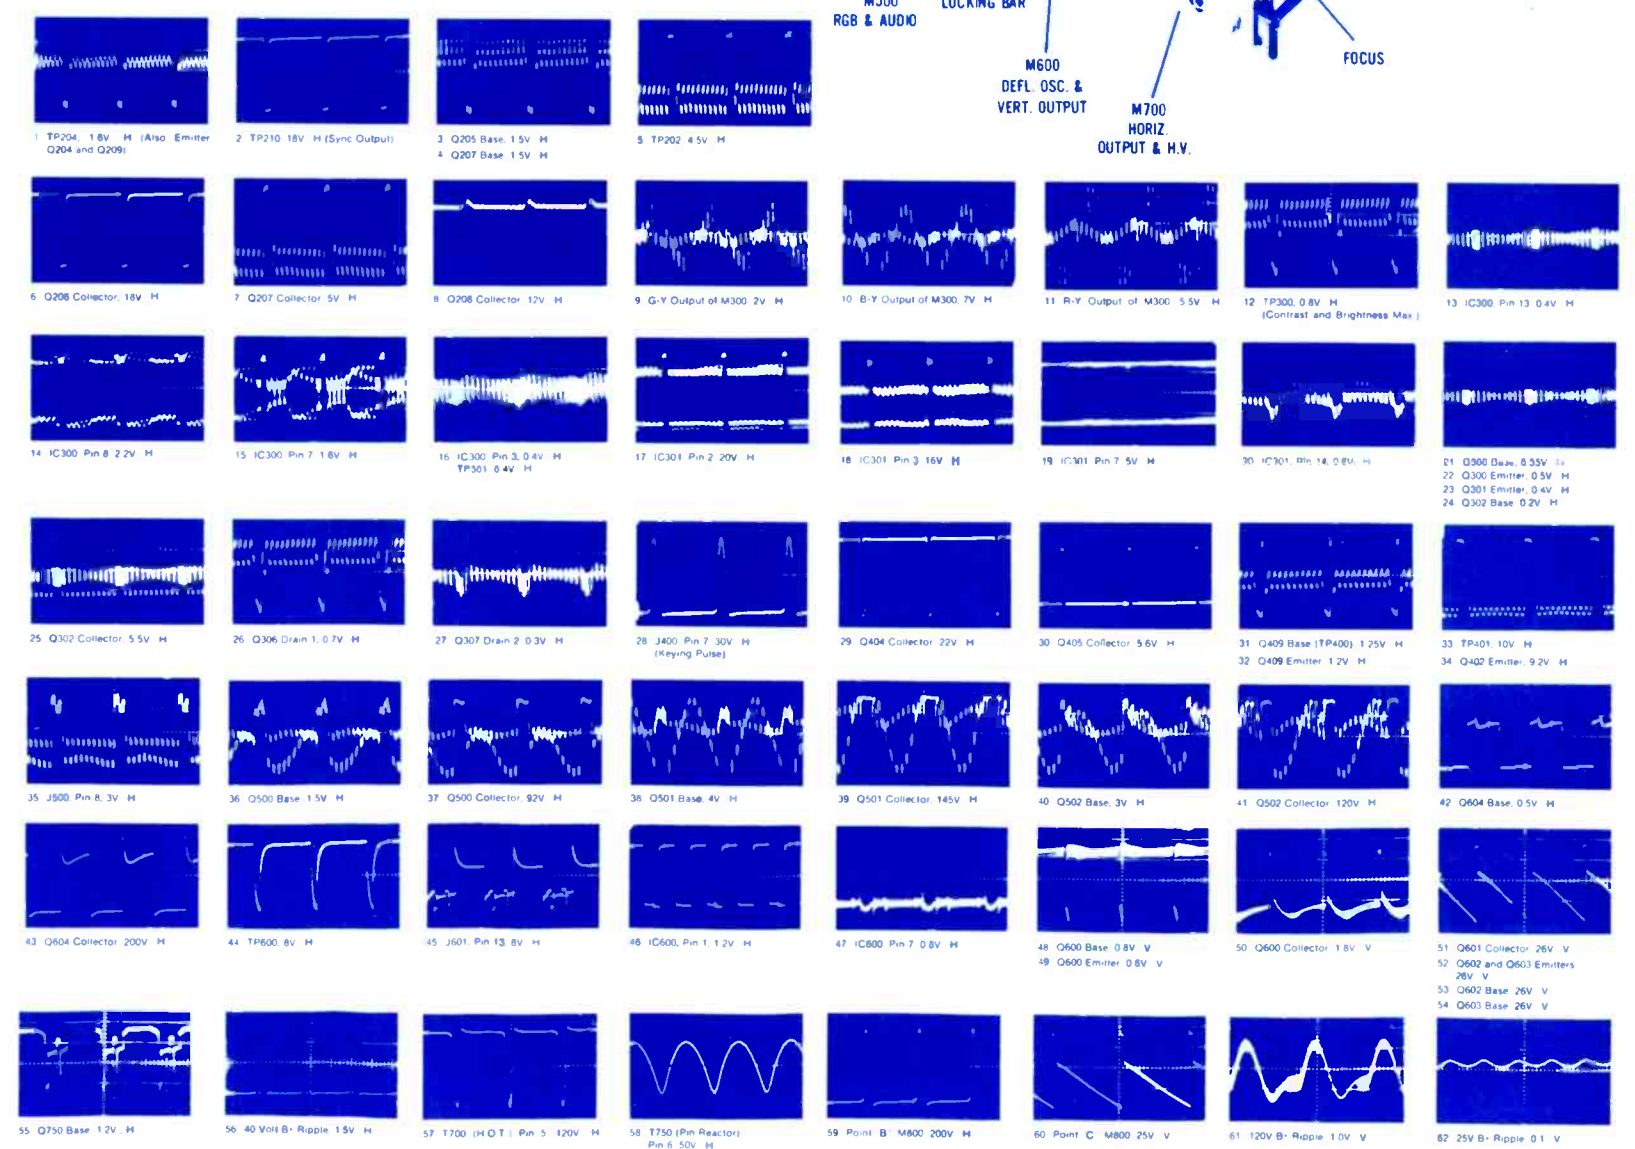 M300
RGB & AUDIO
LOCKING BAR
M600
DEFL. OSC. &
VERT. OUTPUT
M700
HORIZ.
OUTPUT & H.V.
FOCUS
1 TP204, 1 8V H (Also Emitter
Q204 and Q209)
2 TP210 18V H (Sync Output)
3 Q205 Base, 1 5V H
4 Q207 Base 1 5V H
5 TP202 4 5V H
6 Q206 Collector, 18V H
7 Q207 Collector 5V H
8 Q208 Collector 12V H
9 G-Y Output of M300 2V H
10 B-Y Output of M300, 7V H
11 R-Y Output of M300 5 5V H
12 TP300, 0 8V H
(Contrast and Brightness Max )
13 IC300, Pin 13 0 4V H
14 IC300 Pin 8 2 2V H
15 IC300 Pin 7 1 8V H
16 IC300 Pin 3, 0 4V H
TP301 0 4V H
17 IC301 Pin 2 20V H
18 IC301 Pin 3 16V H
19 IC301 Pin 7 5V H
20 IC301, Pin 14, 0 8V, H
21 Q300 Base, 0 55V
22 Q300 Emitter, 0 5V H
23 Q301 Emitter, 0 4V H
24 Q302 Base 0 2V H
25 Q302 Collector, 5 5V H
26 Q306 Drain 1, 0 7V H
27 Q307 Drain 2 0 3V H
28 J400, Pin 7 30V H
(Keying Pulse)
29 Q404 Collector 22V H
30 Q405 Collector 5 6V H
31 Q409 Base (TP400) 1 25V H
32 Q409 Emitter 1 2V H
33 TP401, 10V H
34 Q402 Emitter, 9 2V H
35 J500, Pin 8, 3V H
36 Q500 Base 1 5V H
37 Q500 Collector, 92V H
38 Q501 Base, 4V H
39 Q501 Collector, 145V H
40 Q502 Base, 3V H
41 Q502 Collector 120V H
42 Q604 Base, 0 5V H
43 Q604 Collector 200V H
44 TP600, 8V H
45 J601, Pin 13, 8V H
46 IC600, Pin 1, 1 2V H
47 IC600 Pin 7 0 8V H
48 Q600 Base 0 8V V
49 Q600 Emitter 0 6V V
50 Q600 Collector 1 8V V
51 Q601 Collector 26V V
52 Q602 and Q603 Emitters
26V V
53 Q602 Base 26V V
54 Q603 Base 26V V
55 Q750 Base 1 2V, H
56 40 Volt B+ Ripple 1 5V H
57 T700 (H O T ) Pin 5 120V H
58 T750 (Pin Reactor)
Pin 6 50V H
59 Point B M800 200V H
60 Point C M800 25V V
61 120V B+ Ripple 1 0V V
62 25V B+ Ripple 0 1 V